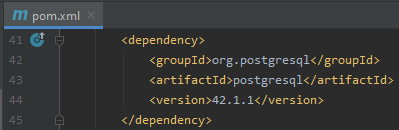 pom.xml
41 <dependency>
42 <groupId>org.postgresql</groupId>
43 <artifactId>postgresql</artifactId>
44 <version>42.1.1</version>
45 </dependency>